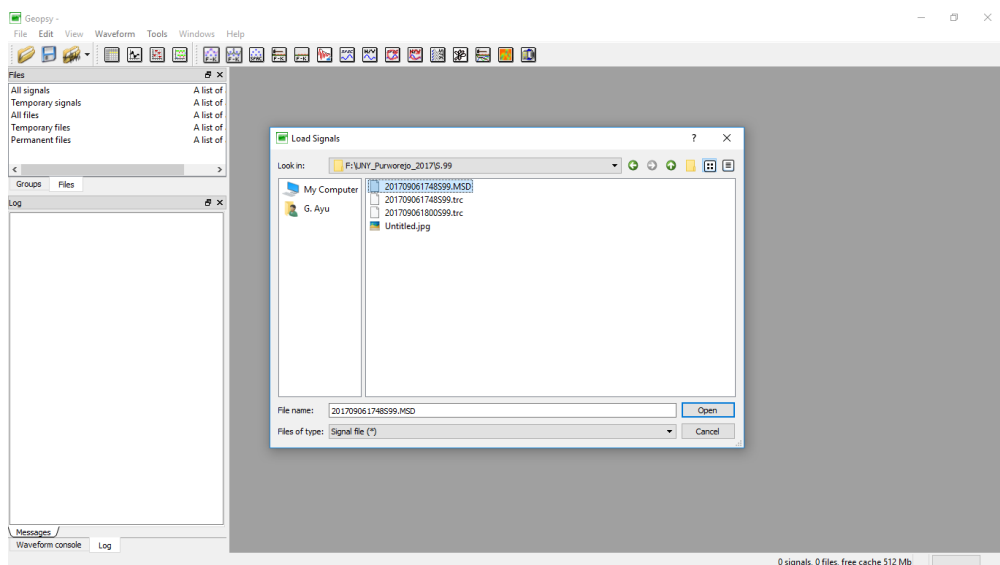 Geopsy -
File Edit View Waveform Tools Windows Help
Files
All signals A list of
Temporary signals A list of
All files A list of
Temporary files A list of
Permanent files A list of
Groups Files
Log
Messages
Waveform console Log
Load Signals
Look in: F:\UNY_Purworejo_2017\S.99
My Computer
G. Ayu
201709061748S99.MSD
201709061748S99.trc
201709061800S99.trc
Untitled.jpg
File name: 201709061748S99.MSD Open
Files of type: Signal file (*) Cancel
0 signals, 0 files, free cache 512 Mb